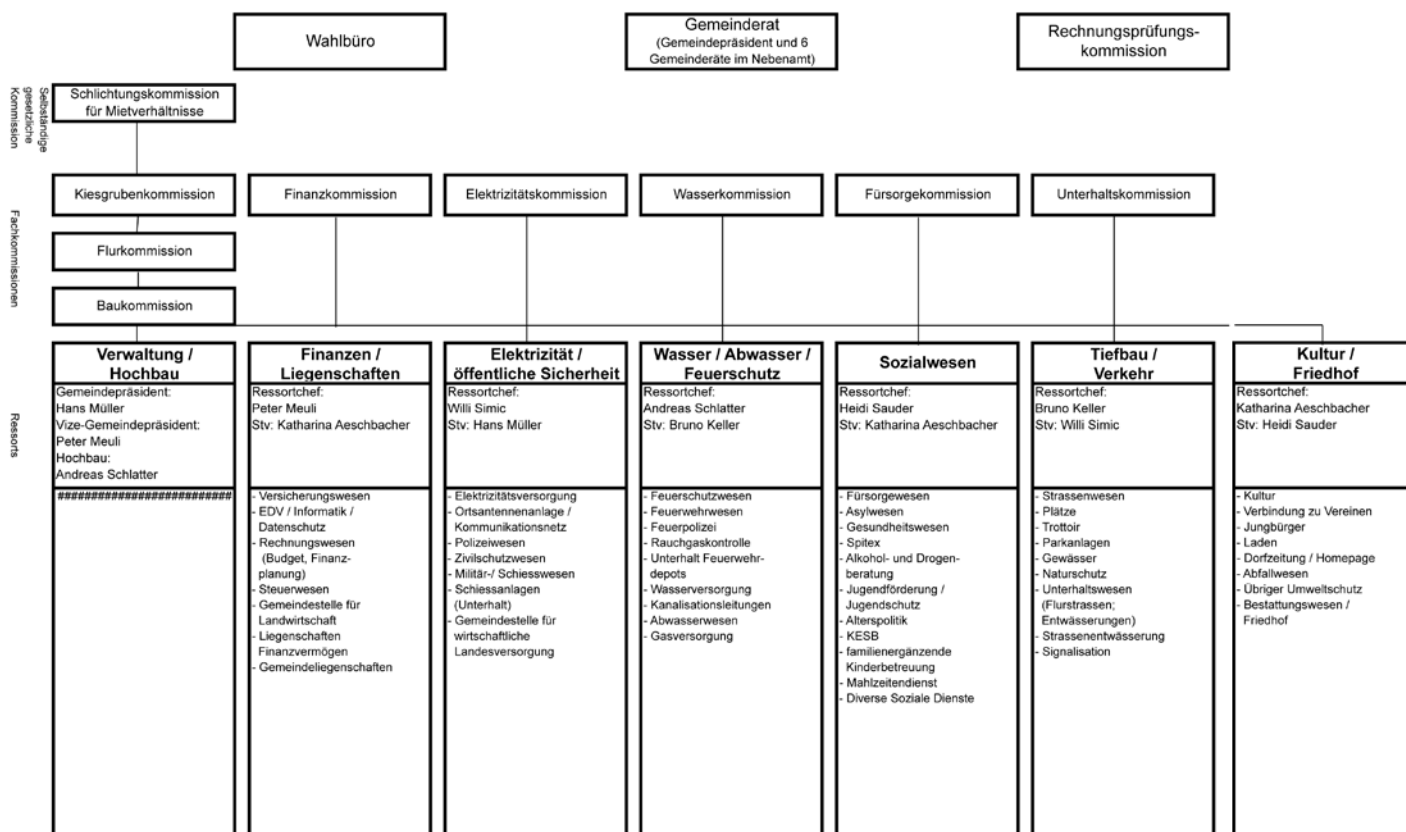 Wahlbüro
Gemeinderat
(Gemeindepräsident und 6
Gemeinderäte im Nebenamt)
Rechnungsprüfungs-
kommission
Selbständige
gesetzliche
Kommission
Schlichtungskommission
für Mietverhältnisse
Fachkommissionen
Kiesgrubenkommission
Finanzkommission
Elektrizitätskommission
Wasserkommission
Fürsorgekommission
Unterhaltskommission
Flurkommission
Baukommission
Ressorts
Verwaltung /
Hochbau
Gemeindepräsident:
Hans Müller
Vize-Gemeindepräsident:
Peter Meuli
Hochbau:
Andreas Schlatter
##########################
Finanzen /
Liegenschaften
Ressortchef:
Peter Meuli
Stv: Katharina Aeschbacher
- Versicherungswesen
- EDV / Informatik /
Datenschutz
- Rechnungswesen
(Budget, Finanz-
planung)
- Steuerwesen
- Gemeindestelle für
Landwirtschaft
- Liegenschaften
Finanzvermögen
- Gemeindeliegenschaften
Elektrizität /
öffentliche Sicherheit
Ressortchef:
Willi Simic
Stv: Hans Müller
- Elektrizitätsversorgung
- Ortsantennenanlage /
Kommunikationsnetz
- Polizeiwesen
- Zivilschutzwesen
- Militär-/ Schiesswesen
- Schiessanlagen
(Unterhalt)
- Gemeindestelle für
wirtschaftliche
Landesversorgung
Wasser / Abwasser /
Feuerschutz
Ressortchef:
Andreas Schlatter
Stv: Bruno Keller
- Feuerschutzwesen
- Feuerwehrwesen
- Feuerpolizei
- Rauchgaskontrolle
- Unterhalt Feuerwehr-
depots
- Wasserversorgung
- Kanalisationsleitungen
- Abwasserwesen
- Gasversorgung
Sozialwesen
Ressortchef:
Heidi Sauder
Stv: Katharina Aeschbacher
- Fürsorgewesen
- Asylwesen
- Gesundheitswesen
- Spitex
- Alkohol- und Drogen-
beratung
- Jugendförderung /
Jugendschutz
- Alterspolitik
- KESB
- familienergänzende
Kinderbetreuung
- Mahlzeitendienst
- Diverse Soziale Dienste
Tiefbau /
Verkehr
Ressortchef:
Bruno Keller
Stv: Willi Simic
- Strassenwesen
- Plätze
- Trottoir
- Parkanlagen
- Gewässer
- Naturschutz
- Unterhaltswesen
(Flurstrassen;
Entwässerungen)
- Strassenentwässerung
- Signalisation
Kultur /
Friedhof
Ressortchef:
Katharina Aeschbacher
Stv: Heidi Sauder
- Kultur
- Verbindung zu Vereinen
- Jungbürger
- Laden
- Dorfzeitung / Homepage
- Abfallwesen
- Übriger Umweltschutz
- Bestattungswesen /
Friedhof